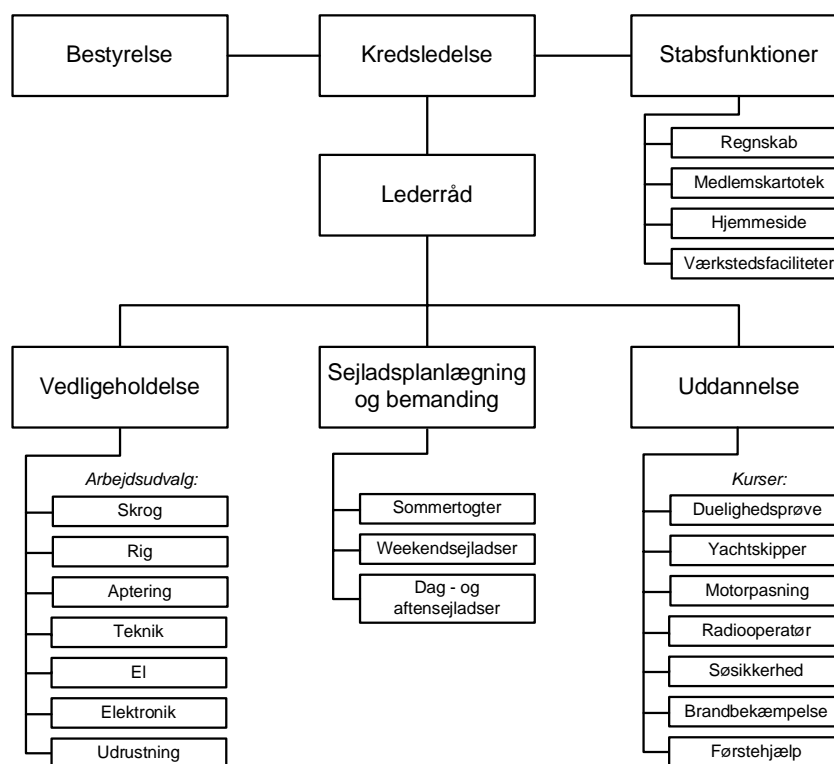 Bestyrelse
Kredsledelse
Stabsfunktioner
Regnskab
Medlemskartotek
Hjemmeside
Værkstedsfaciliteter
Lederråd
Vedligeholdelse
Sejladsplanlægning
og bemanding
Uddannelse
Arbejdsudvalg:
Skrog
Rig
Aptering
Teknik
El
Elektronik
Udrustning
Sommertogter
Weekendsejladser
Dag - og
aftensejladser
Kurser:
Duelighedsprøve
Yachtskipper
Motorpasning
Radiooperatør
Søsikkerhed
Brandbekæmpelse
Førstehjælp